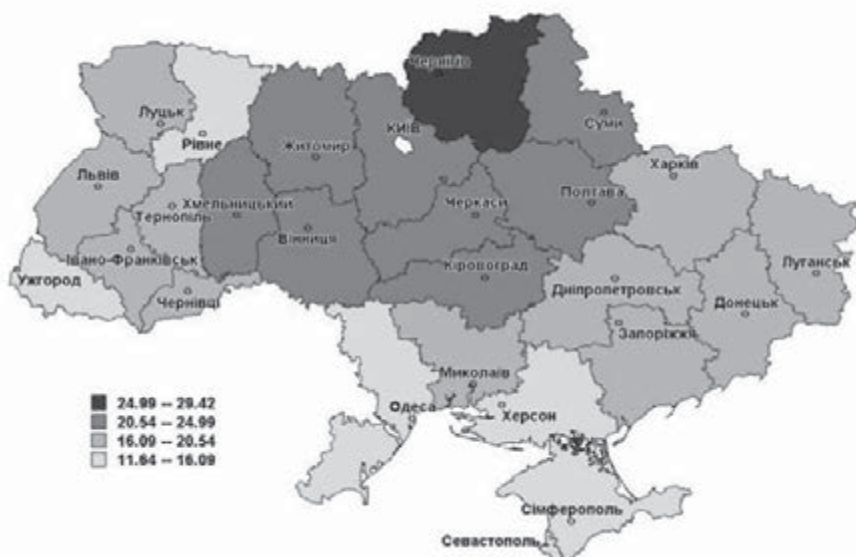 Чернігів
Луцьк
Рівне
Житомир
КИЇВ
Суми
Львів
Тернопіль
Хмельницький
Вінниця
Черкаси
Полтава
Харків
Ужгород
Івано-Франківськ
Чернівці
Кіровоград
Дніпропетровськ
Луганськ
Донецьк
Запоріжжя
Миколаїв
Одеса
Херсон
Сімферополь
Севастополь
24.99 -- 29.42
20.54 -- 24.99
16.09 -- 20.54
11.64 -- 16.09